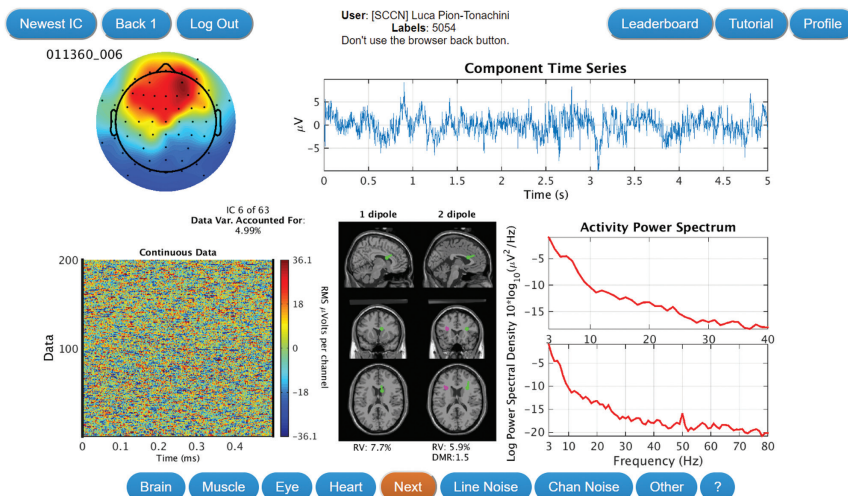 Newest IC
Back 1
Log Out
User: [SCCN] Luca Pion-Tonachini
Labels: 5054
Don't use the browser back button.
Leaderboard
Tutorial
Profile
011360_006
Component Time Series
μV
5
0
-5
0 0.5 1 1.5 2 2.5 3 3.5 4 4.5 5
Time (s)
IC 6 of 63
Data Var. Accounted For:
4.99%
Continuous Data
Data
200
100
0 0.2 0.4
Time (ms)
36.1
18
0
-18
-36.1
RMS μVolts per channel
1 dipole
2 dipole
RV: 7.7%
RV: 5.9%
DMR:1.5
Activity Power Spectrum
Log Power Spectral Density 10*log10(μV2/Hz)
-5
-10
-15
3 10 20 30 40
-5
-10
-15
-20
3 10 20 30 40 50 60 70 80
Frequency (Hz)
Brain
Muscle
Eye
Heart
Next
Line Noise
Chan Noise
Other
?